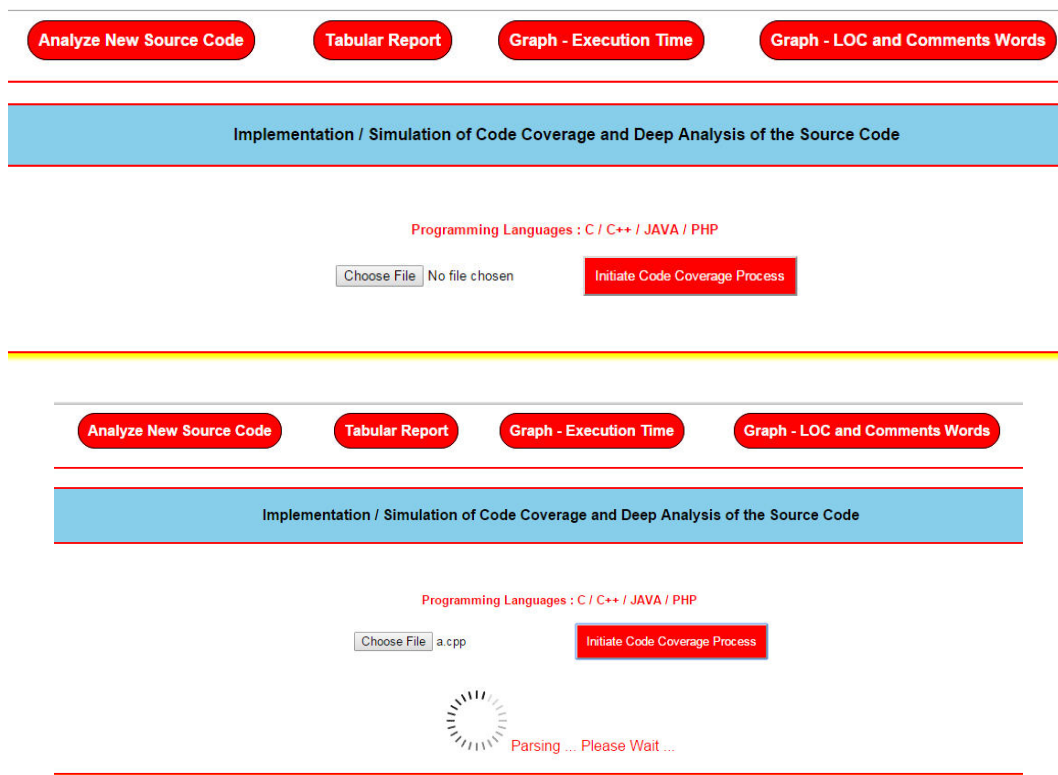 Analyze New Source Code Tabular Report Graph - Execution Time Graph - LOC and Comments Words
Implementation / Simulation of Code Coverage and Deep Analysis of the Source Code
Programming Languages : C / C++ / JAVA / PHP
Choose File No file chosen Initiate Code Coverage Process
Analyze New Source Code Tabular Report Graph - Execution Time Graph - LOC and Comments Words
Implementation / Simulation of Code Coverage and Deep Analysis of the Source Code
Programming Languages : C / C++ / JAVA / PHP
Choose File a.cpp Initiate Code Coverage Process
Parsing ... Please Wait ...